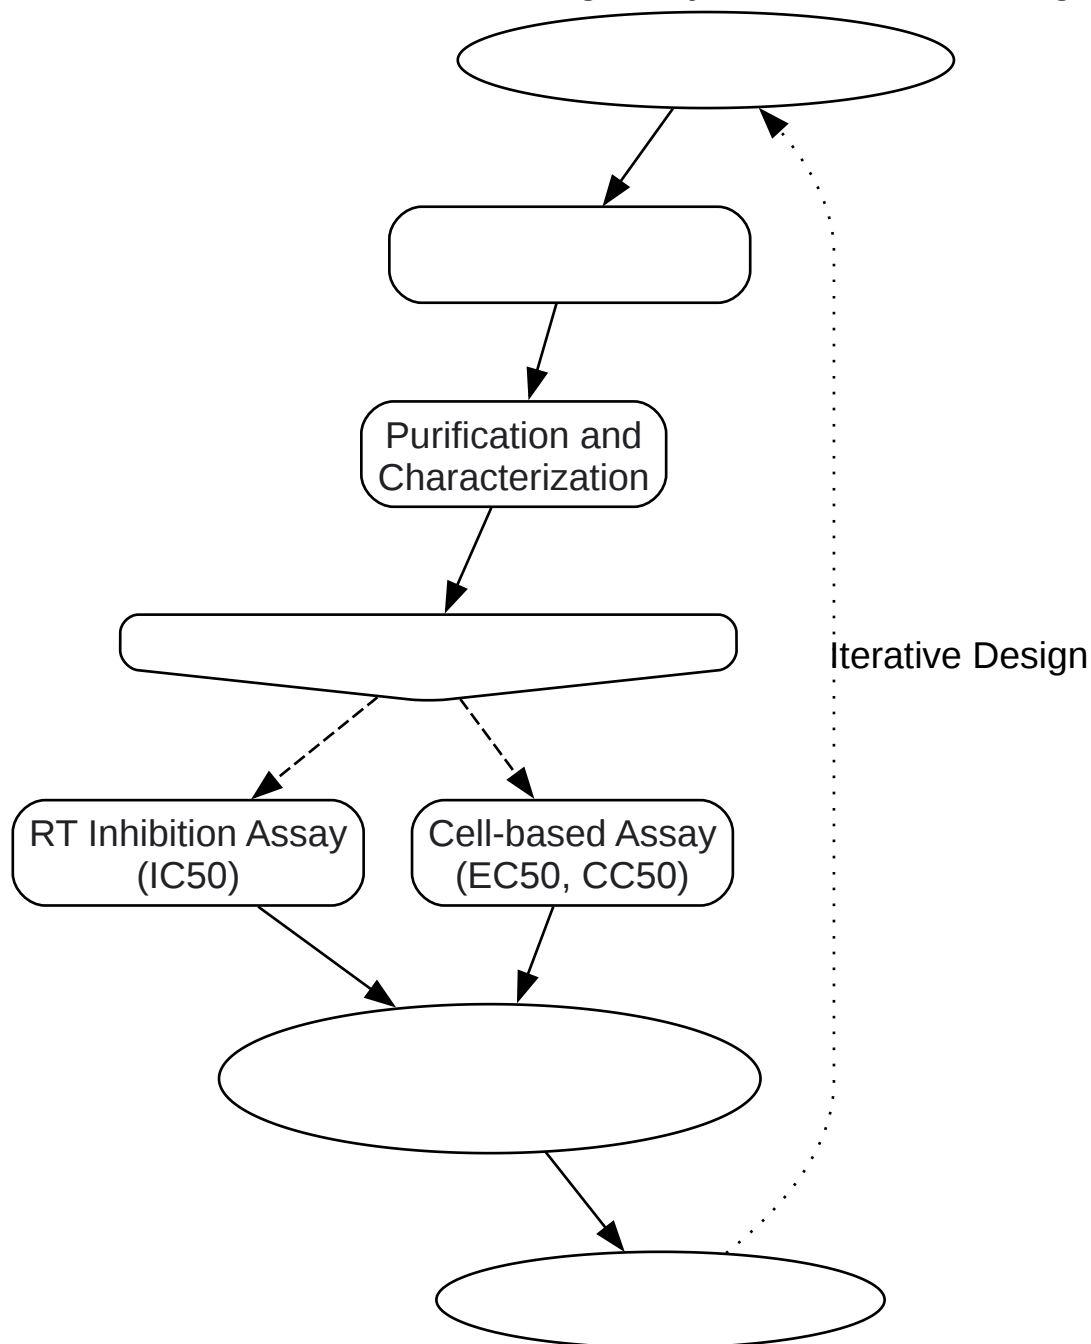 Purification and
Characterization
Iterative Design
RT Inhibition Assay
(IC50)
Cell-based Assay
(EC50, CC50)